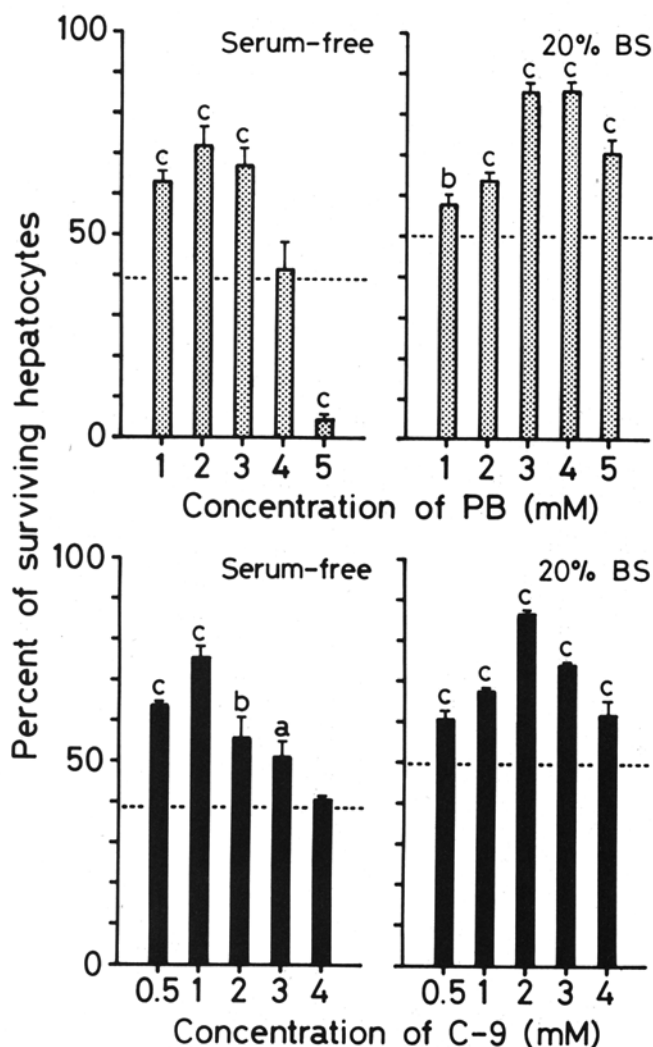 Percent of surviving hepatocytes
100
50
0
Serum-free
c c c c
1 2 3 4 5
20% BS
b c c c c
1 2 3 4 5
Concentration of PB (mM)
100
50
0
Serum-free
c c b a
0.5 1 2 3 4
20% BS
c c c c c
0.5 1 2 3 4
Concentration of C-9 (mM)